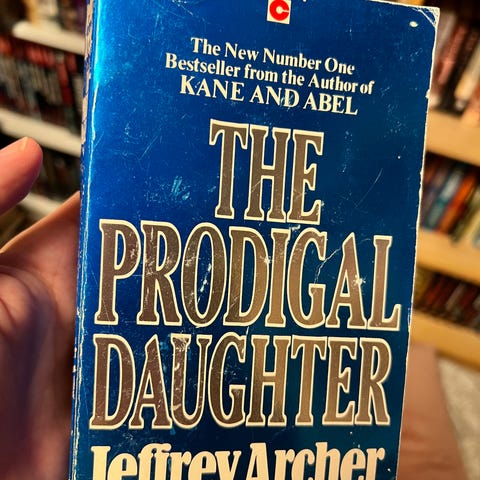 The New Number One
Bestseller from the Author of
KANE AND ABEL
THE
PRODIGAL
DAUGHTER
Jeffrey Archer